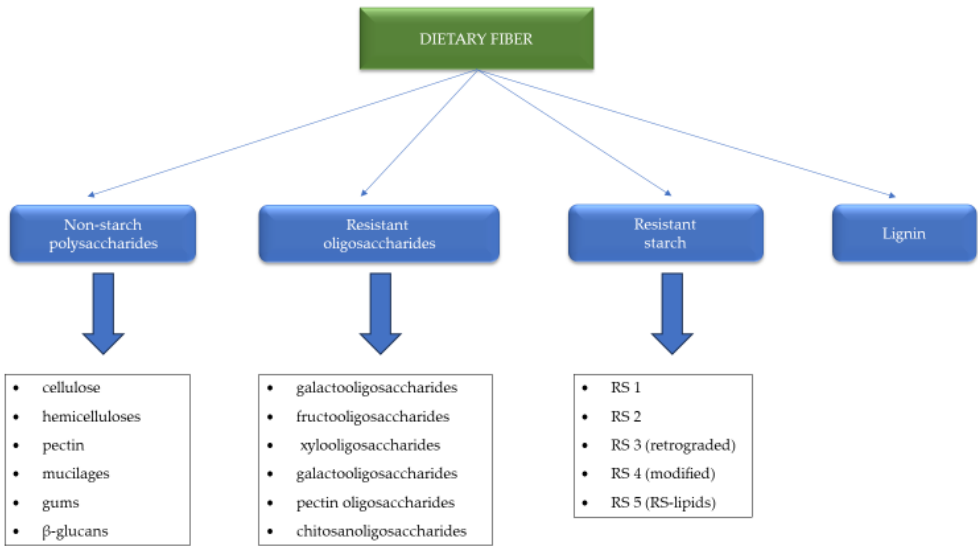 DIETARY FIBER
Non-starch
polysaccharides
Resistant
oligosaccharides
Resistant
starch
Lignin
• cellulose
• hemicelluloses
• pectin
• mucilages
• gums
• β-glucans
• galactooligosaccharides
• fructooligosaccharides
• xylooligosaccharides
• galactooligosaccharides
• pectin oligosaccharides
• chitosanoligosaccharides
• RS 1
• RS 2
• RS 3 (retrograded)
• RS 4 (modified)
• RS 5 (RS-lipids)